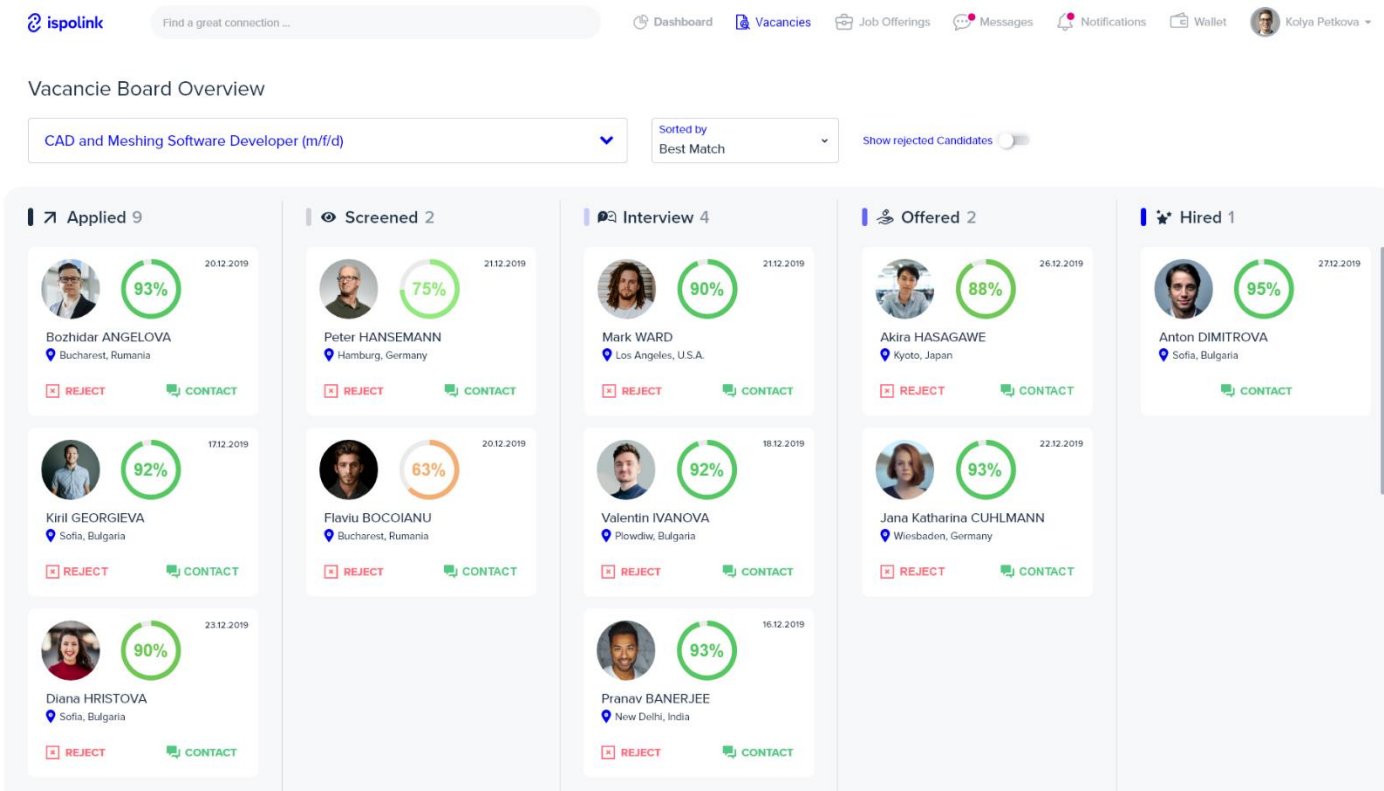 ispolink
Find a great connection ...
Dashboard
Vacancies
Job Offerings
Messages
Notifications
Wallet
Kolya Petkova
Vacancie Board Overview
CAD and Meshing Software Developer (m/f/d)
Sorted by
Best Match
Show rejected Candidates
Applied 9
20.12.2019
93%
Bozhidar ANGELOVA
Bucharest, Rumania
REJECT
CONTACT
17.12.2019
92%
Kiril GEORGIEVA
Sofia, Bulgaria
REJECT
CONTACT
23.12.2019
90%
Diana HRISTOVA
Sofia, Bulgaria
REJECT
CONTACT
Screened 2
21.12.2019
75%
Peter HANSEMANN
Hamburg, Germany
REJECT
CONTACT
20.12.2019
63%
Flaviu BOCOIANU
Bucharest, Rumania
REJECT
CONTACT
Interview 4
21.12.2019
90%
Mark WARD
Los Angeles, U.S.A.
REJECT
CONTACT
18.12.2019
92%
Valentin IVANOVA
Plowdiw, Bulgaria
REJECT
CONTACT
16.12.2019
93%
Pranav BANERJEE
New Delhi, India
REJECT
CONTACT
Offered 2
26.12.2019
88%
Akira HASAGAWE
Kyoto, Japan
REJECT
CONTACT
22.12.2019
93%
Jana Katharina CUHLMANN
Wiesbaden, Germany
REJECT
CONTACT
Hired 1
27.12.2019
95%
Anton DIMITROVA
Sofia, Bulgaria
CONTACT